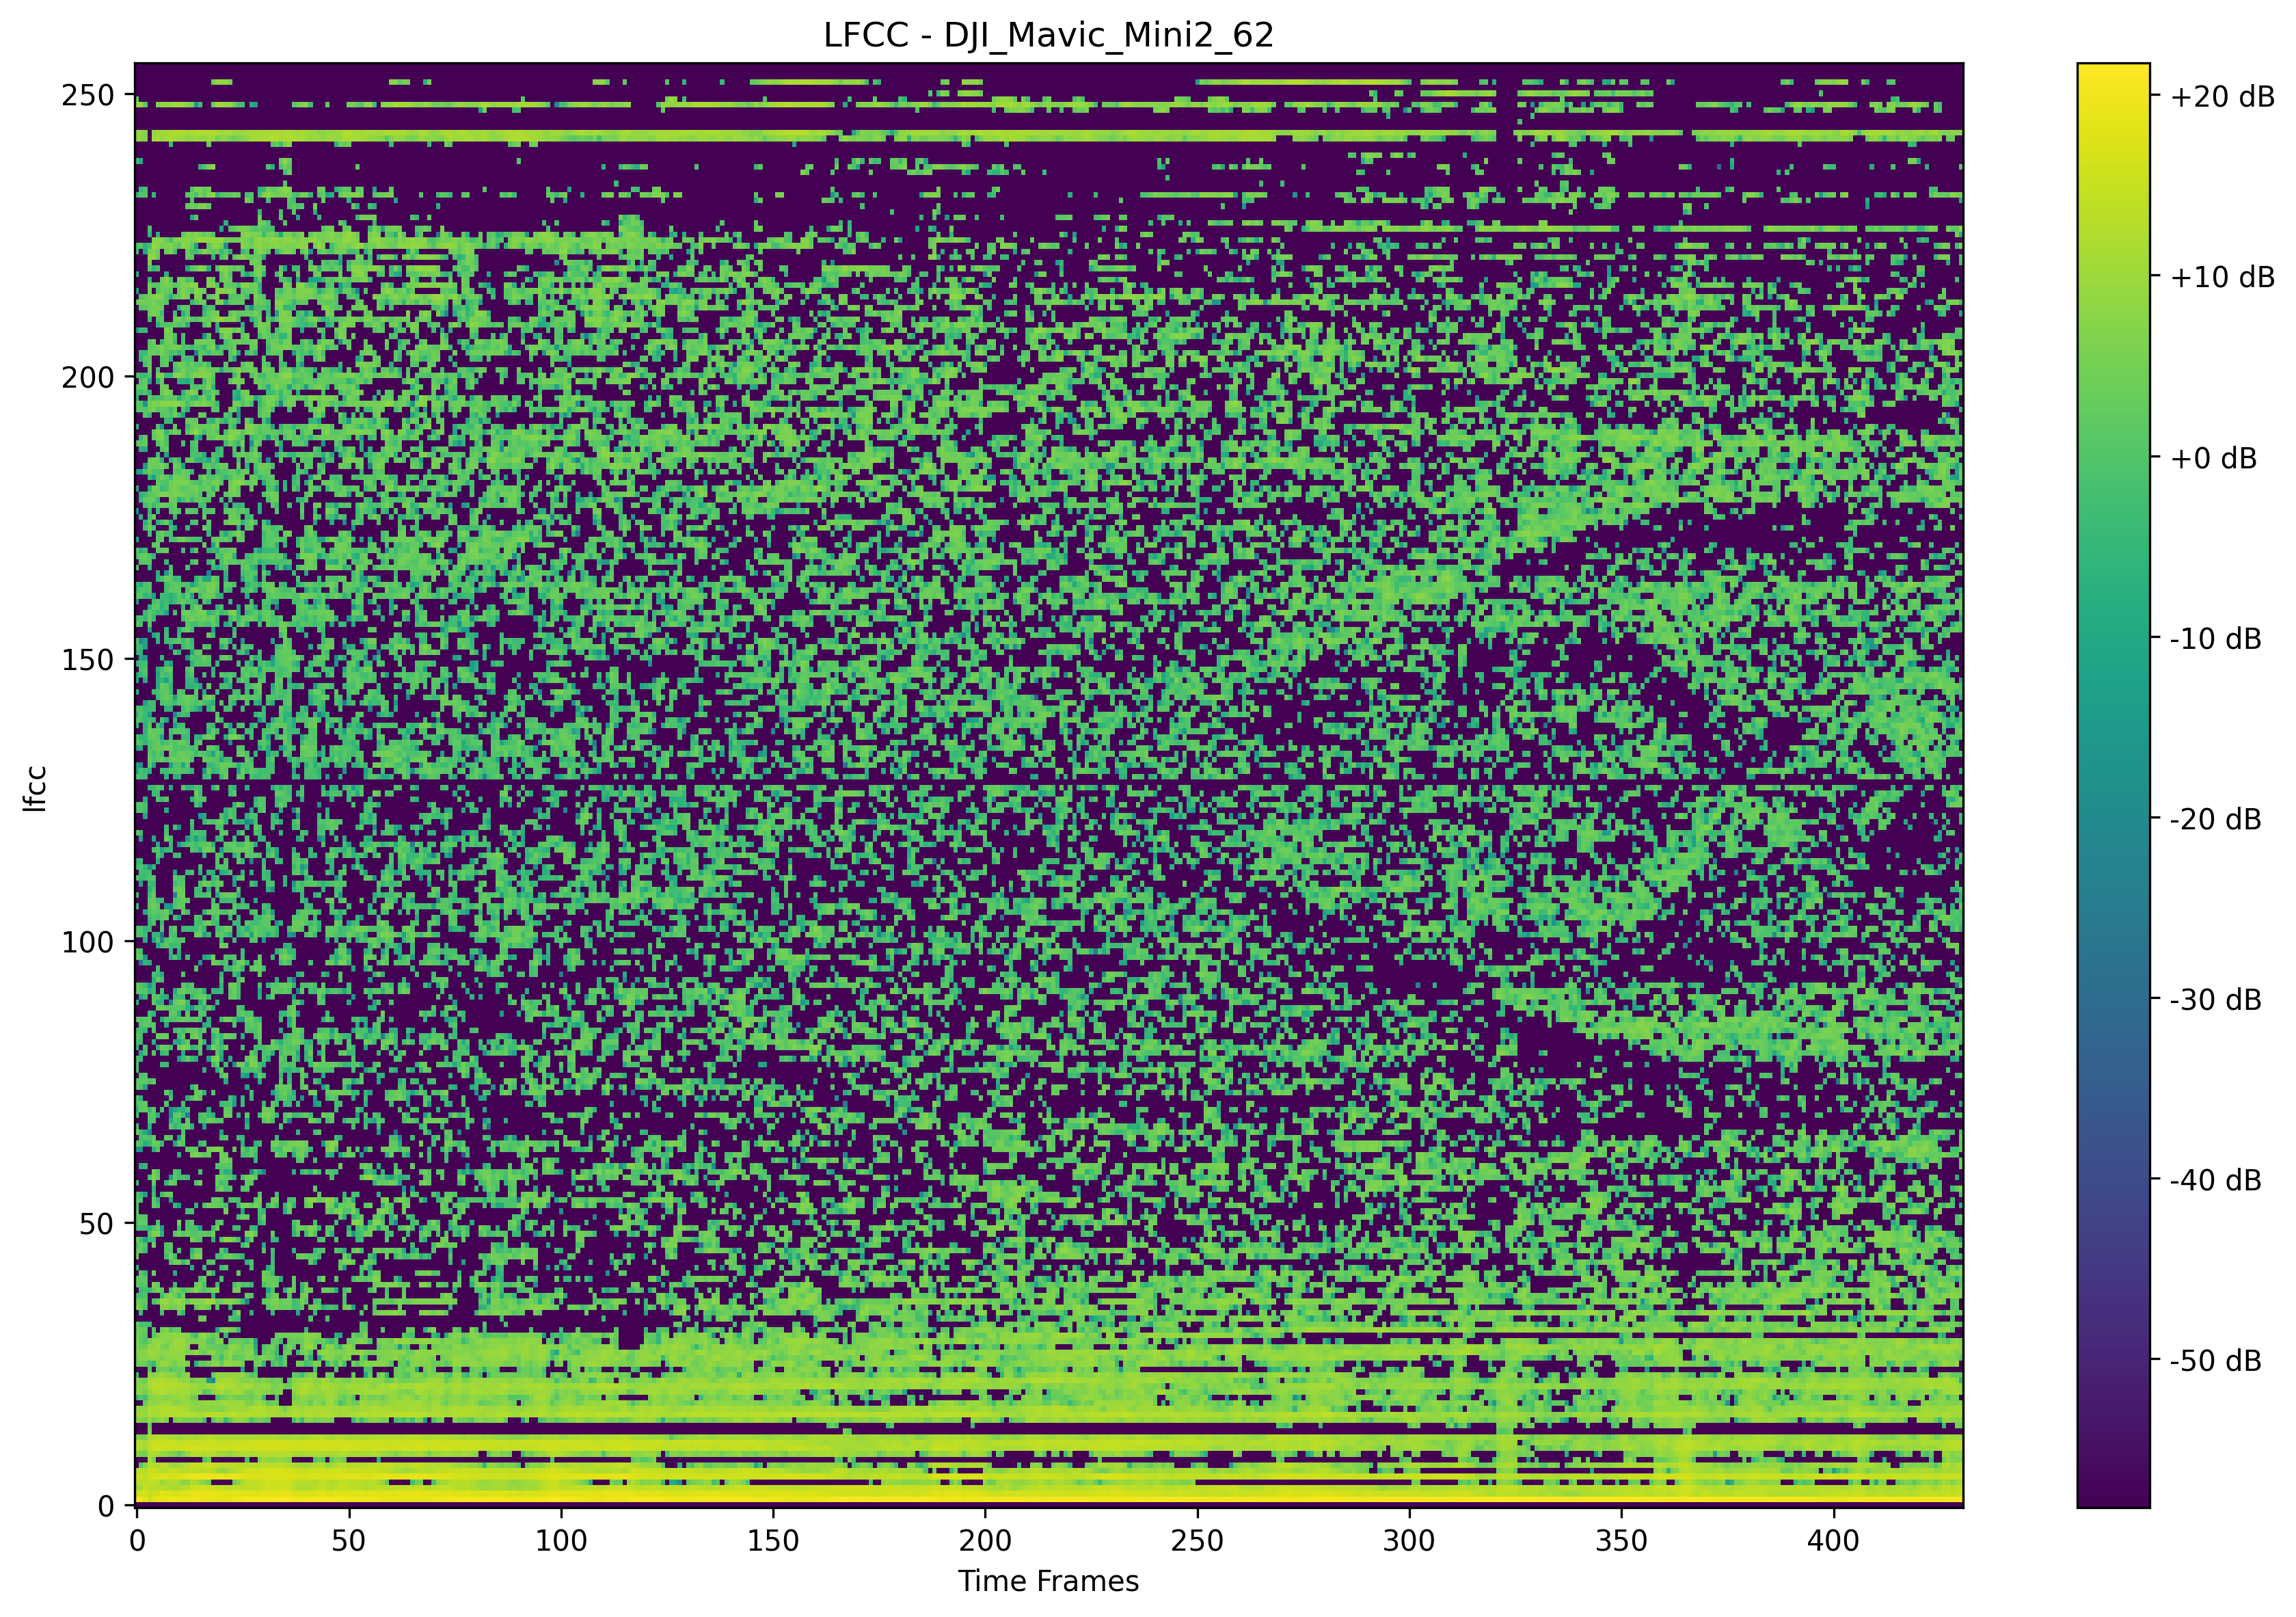 LFCC - DJI_Mavic_Mini2_62
250
200
150
100
50
0
lfcc
0 50 100 150 200 250 300 350 400
Time Frames
+20 dB
+10 dB
+0 dB
-10 dB
-20 dB
-30 dB
-40 dB
-50 dB